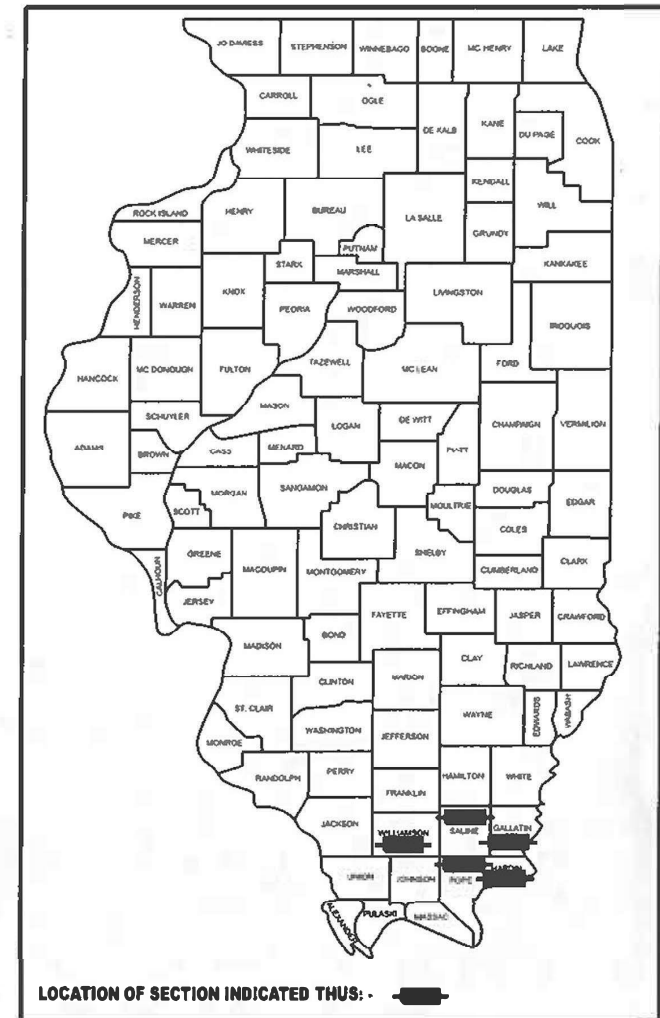 JO DAVIESS STEPHENSON WINNEBAGO BOONE MC HENRY LAKE
CARROLL OGLE DE KALB KANE DU PAGE COOK
WHITESIDE LEE KENDALL WILL
ROCK ISLAND HENRY BUREAU LA SALLE GRUNDY
MERCER PUTNAM KANKAKEE
STARK MARSHALL
HENDERSON WARREN KNOX PEORIA WOODFORD LIVINGSTON IROQUOIS
HANCOCK MC DONOUGH FULTON TAZEWELL MC LEAN FORD
SCHUYLER MASON LOGAN DE WITT CHAMPAIGN VERMILION
ADAMS BROWN CASS MENARD MACON PIATT
PIKE SCOTT MORGAN SANGAMON CHRISTIAN MOULTRIE DOUGLAS EDGAR
COLES
CALHOUN GREENE MACOUPIN MONTGOMERY SHELBY CUMBERLAND CLARK
JERSEY FAYETTE EFFINGHAM JASPER CRAWFORD
MADISON BOND CLAY RICHLAND LAWRENCE
CLINTON MARION
ST. CLAIR WAYNE EDWARDS WABASH
MONROE WASHINGTON JEFFERSON
RANDOLPH PERRY HAMILTON WHITE
FRANKLIN
JACKSON WILLIAMSON SALINE GALLATIN
UNION JOHNSON POPE HARDIN
ALEXANDER PULASKI MASSAC
LOCATION OF SECTION INDICATED THUS: -